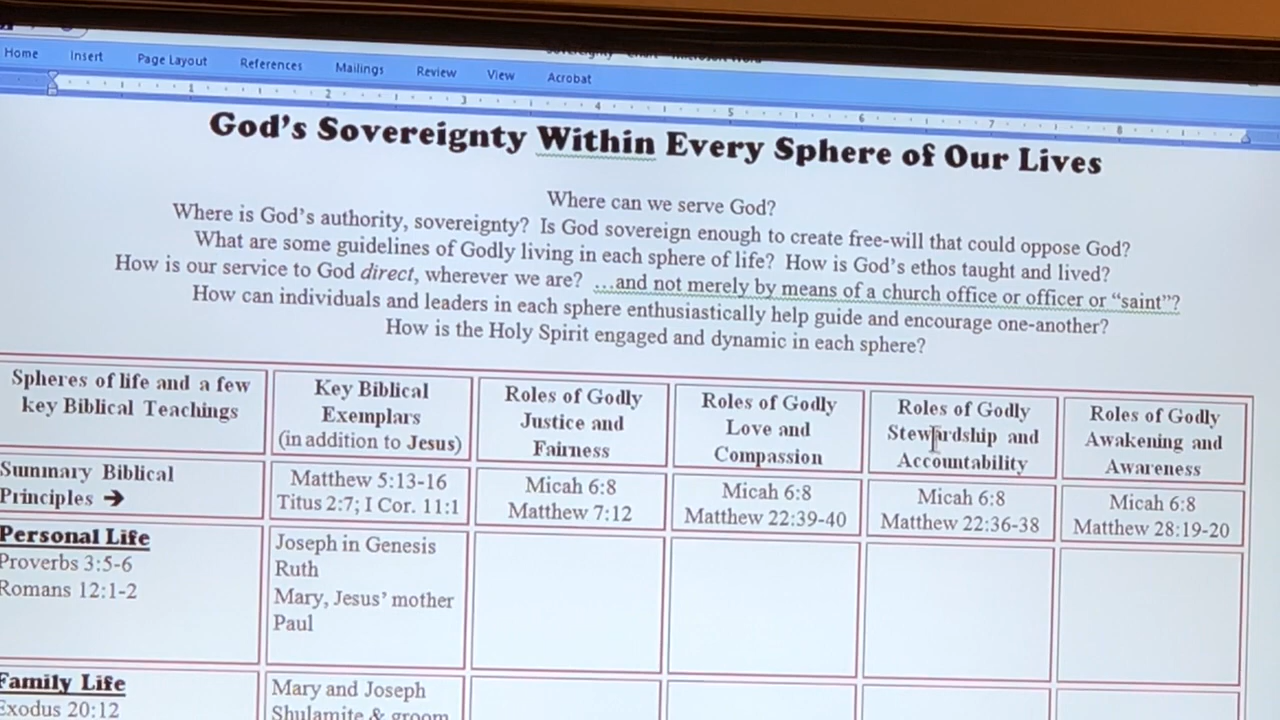 Home Insert Page Layout References Mailings Review View Acrobat
1 2 3 4 5 6 7 8
God's Sovereignty Within Every Sphere of Our Lives
Where can we serve God?
Where is God's authority, sovereignty? Is God sovereign enough to create free-will that could oppose God?
What are some guidelines of Godly living in each sphere of life? How is God's ethos taught and lived?
How is our service to God direct, wherever we are? …and not merely by means of a church office or officer or "saint"?
How can individuals and leaders in each sphere enthusiastically help guide and encourage one-another?
How is the Holy Spirit engaged and dynamic in each sphere?
Spheres of life and a few
key Biblical Teachings
Key Biblical
Exemplars
(in addition to Jesus)
Roles of Godly
Justice and
Fairness
Roles of Godly
Love and
Compassion
Roles of Godly
Stewardship and
Accountability
Roles of Godly
Awakening and
Awareness
Summary Biblical
Principles ➔
Matthew 5:13-16
Titus 2:7; I Cor. 11:1
Micah 6:8
Matthew 7:12
Micah 6:8
Matthew 22:39-40
Micah 6:8
Matthew 22:36-38
Micah 6:8
Matthew 28:19-20
Personal Life
Proverbs 3:5-6
Romans 12:1-2
Joseph in Genesis
Ruth
Mary, Jesus' mother
Paul
Family Life
Exodus 20:12
Mary and Joseph
Shulamite & groom